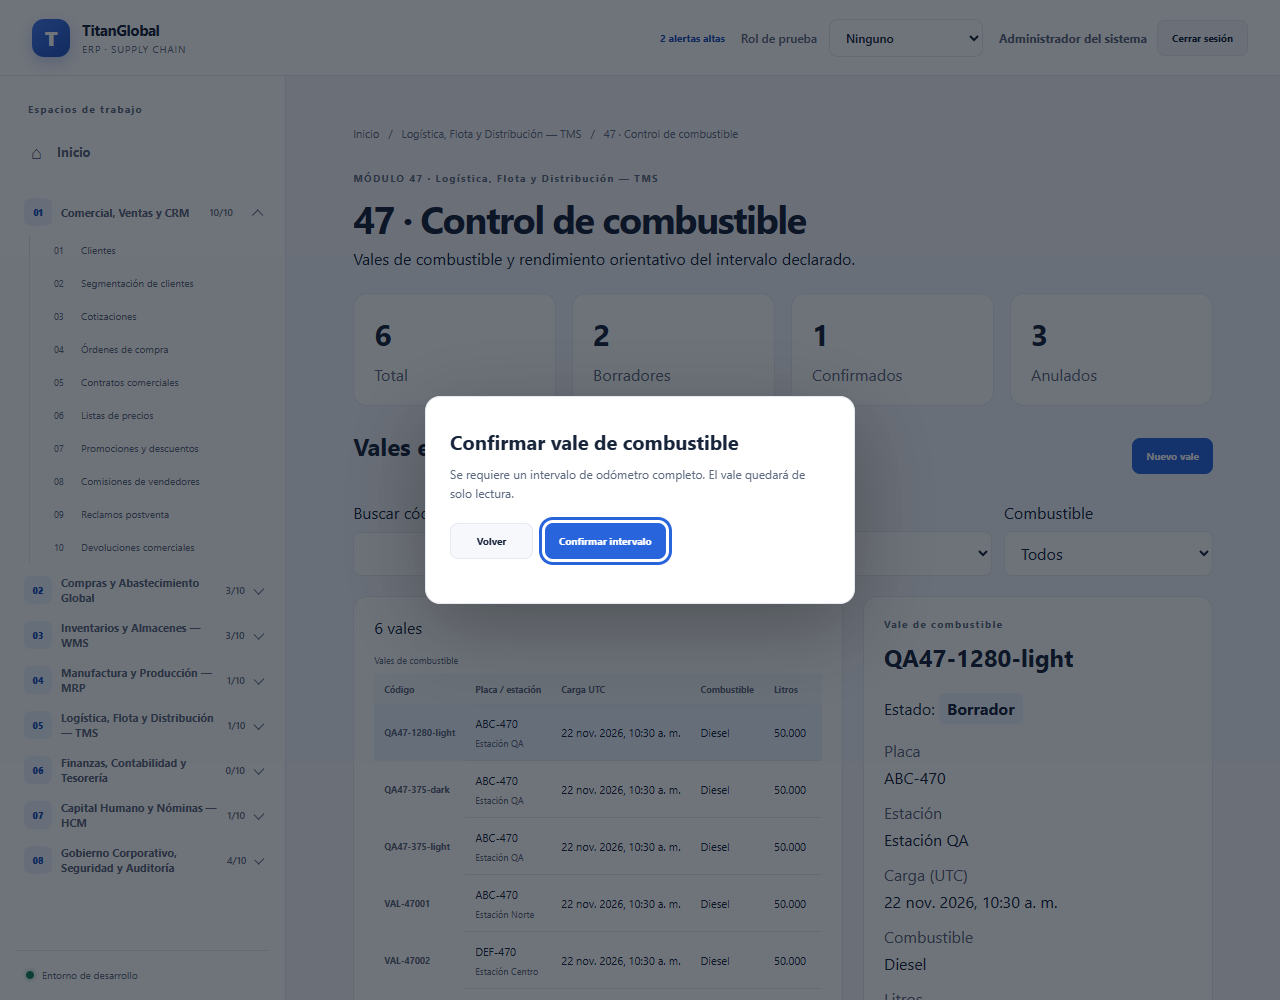 T
TitanGlobal
ERP · SUPPLY CHAIN
2 alertas altas
Rol de prueba
Ninguno
Administrador del sistema
Cerrar sesión
Espacios de trabajo
Inicio
01 Comercial, Ventas y CRM 10/10
01 Clientes
02 Segmentación de clientes
03 Cotizaciones
04 Órdenes de compra
05 Contratos comerciales
06 Listas de precios
07 Promociones y descuentos
08 Comisiones de vendedores
09 Reclamos postventa
10 Devoluciones comerciales
02 Compras y Abastecimiento
Global
3/10
03 Inventarios y Almacenes —
WMS
3/10
04 Manufactura y Producción —
MRP
1/10
05 Logística, Flota y Distribución
— TMS
1/10
06 Finanzas, Contabilidad y
Tesorería
0/10
07 Capital Humano y Nóminas —
HCM
1/10
08 Gobierno Corporativo,
Seguridad y Auditoría
4/10
Entorno de desarrollo
Inicio / Logística, Flota y Distribución — TMS / 47 · Control de combustible
MÓDULO 47 · Logística, Flota y Distribución — TMS
47 · Control de combustible
Vales de combustible y rendimiento orientativo del intervalo declarado.
6
Total
2
Borradores
1
Confirmados
3
Anulados
Vales
Nuevo vale
Buscar
Combustible
Todos
Confirmar vale de combustible
Se requiere un intervalo de odómetro completo. El vale quedará de
solo lectura.
Volver
Confirmar intervalo
6 vales
Vales de combustible
Código Placa / estación Carga UTC Combustible Litros
QA47-1280-light ABC-470 22 nov. 2026, 10:30 a. m. Diesel 50.000
Estación QA
QA47-375-dark ABC-470 22 nov. 2026, 10:30 a. m. Diesel 50.000
Estación QA
QA47-375-light ABC-470 22 nov. 2026, 10:30 a. m. Diesel 50.000
Estación QA
VAL-47001 ABC-470 22 nov. 2026, 10:30 a. m. Diesel 50.000
Estación Norte
VAL-47002 DEF-470 22 nov. 2026, 10:30 a. m. Diesel 50.000
Estación Centro
Vale de combustible
QA47-1280-light
Estado: Borrador
Placa
ABC-470
Estación
Estación QA
Carga (UTC)
22 nov. 2026, 10:30 a. m.
Combustible
Diesel
Litros